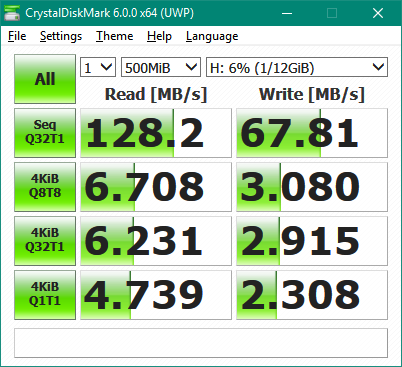 CrystalDiskMark 6.0.0 x64 (UWP)
File Settings Theme Help Language
All 1 500MiB H: 6% (1/12GiB)
Read [MB/s] Write [MB/s]
Seq
Q32T1 128.2 67.81
4KiB
Q8T8 6.708 3.080
4KiB
Q32T1 6.231 2.915
4KiB
Q1T1 4.739 2.308